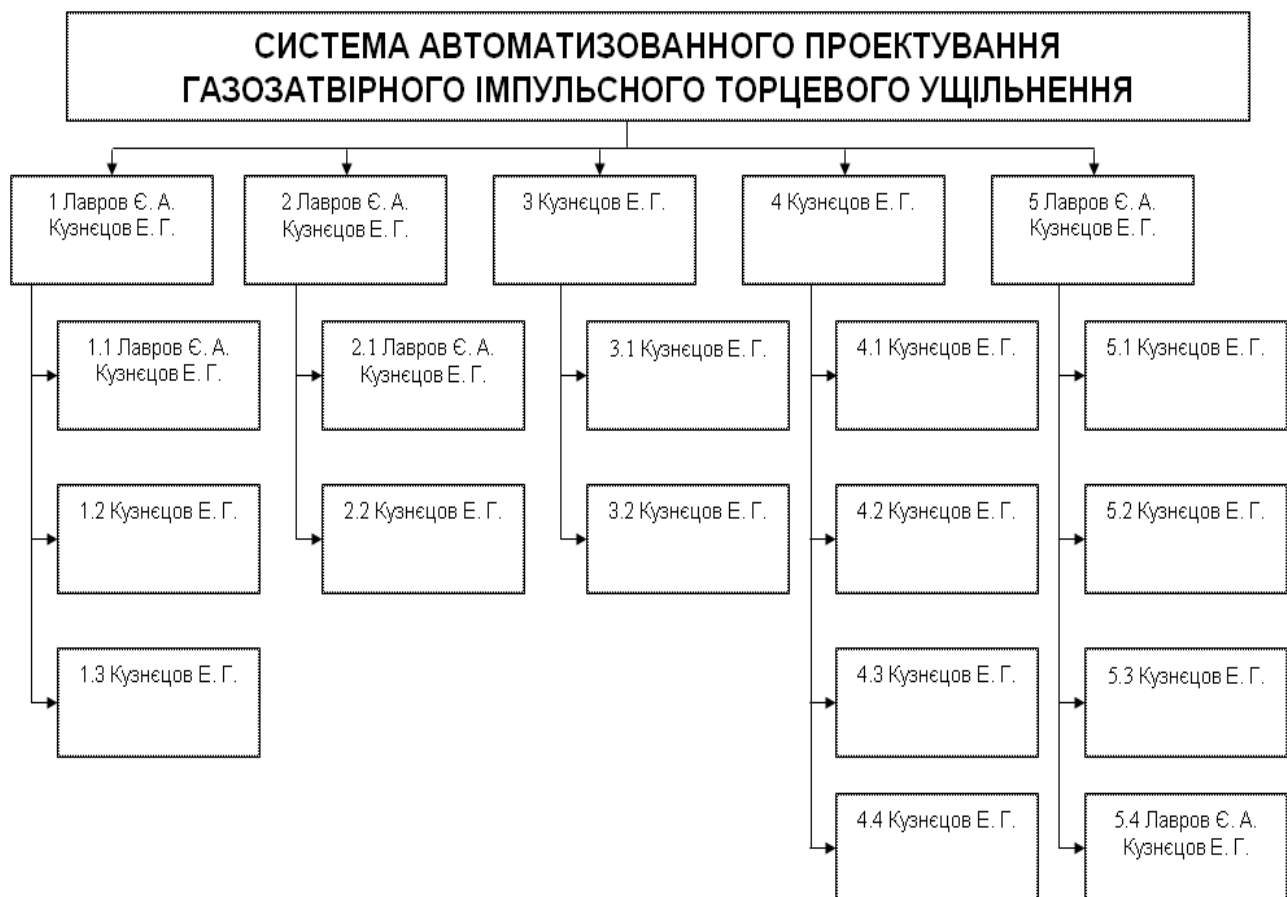 СИСТЕМА АВТОМАТИЗОВАННОГО ПРОЕКТУВАННЯ
ГАЗОЗАТВІРНОГО ІМПУЛЬСНОГО ТОРЦЕВОГО УЩІЛЬНЕННЯ
1 Лавров Є. А.
Кузнєцов Е. Г.
2 Лавров Є. А.
Кузнєцов Е. Г.
3 Кузнєцов Е. Г.
4 Кузнєцов Е. Г.
5 Лавров Є. А.
Кузнєцов Е. Г.
1.1 Лавров Є. А.
Кузнєцов Е. Г.
2.1 Лавров Є. А.
Кузнєцов Е. Г.
3.1 Кузнєцов Е. Г.
4.1 Кузнєцов Е. Г.
5.1 Кузнєцов Е. Г.
1.2 Кузнєцов Е. Г.
2.2 Кузнєцов Е. Г.
3.2 Кузнєцов Е. Г.
4.2 Кузнєцов Е. Г.
5.2 Кузнєцов Е. Г.
1.3 Кузнєцов Е. Г.
4.3 Кузнєцов Е. Г.
5.3 Кузнєцов Е. Г.
4.4 Кузнєцов Е. Г.
5.4 Лавров Є. А.
Кузнєцов Е. Г.